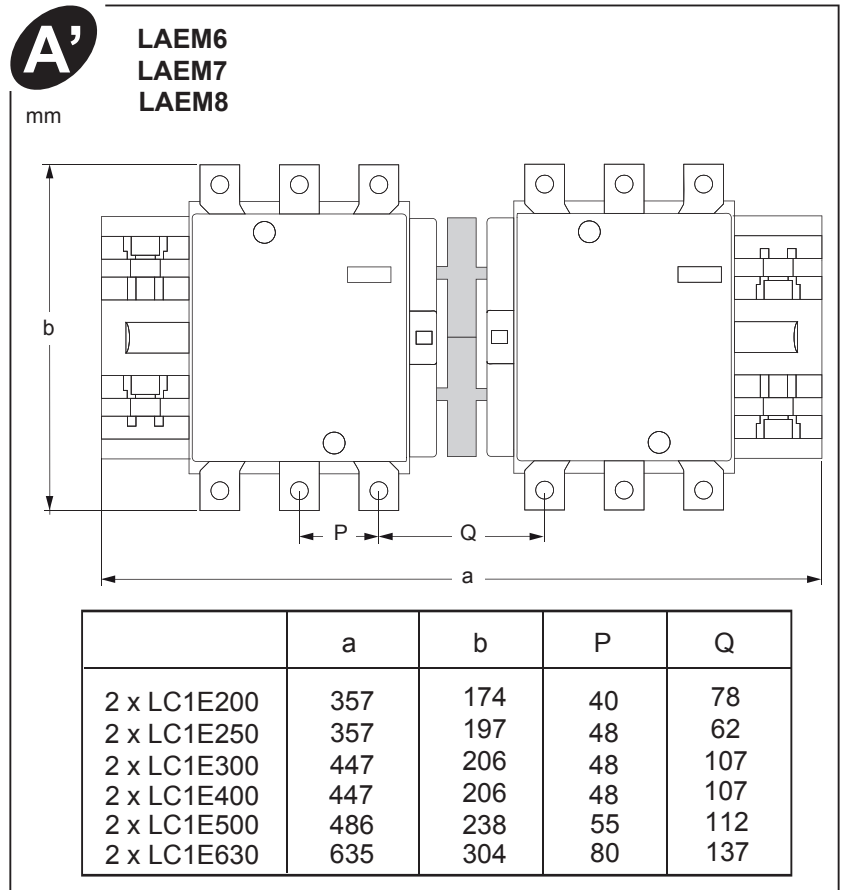 A’
LAEM6
LAEM7
LAEM8
mm
b
P
Q
a
a b P Q
2 x LC1E200 357 174 40 78
2 x LC1E250 357 197 48 62
2 x LC1E300 447 206 48 107
2 x LC1E400 447 206 48 107
2 x LC1E500 486 238 55 112
2 x LC1E630 635 304 80 137